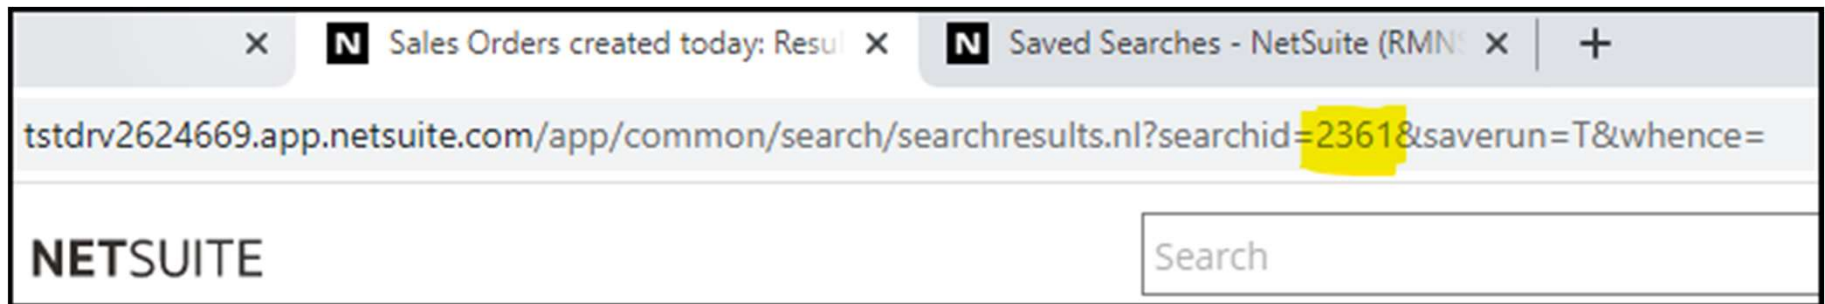 Sales Orders created today: Resul
Saved Searches - NetSuite (RMNS
tstdrv2624669.app.netsuite.com/app/common/search/searchresults.nl?searchid=2361&saverun=T&whence=
NETSUITE
Search